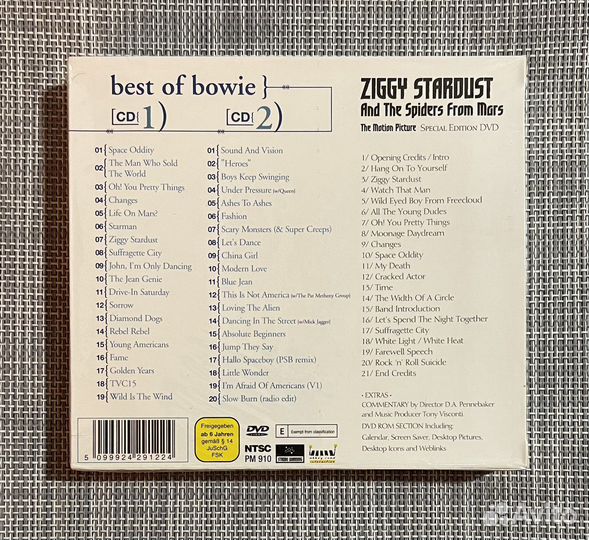 best of bowie }
[CD{1)
01{ Space Oddity
02{ The Man Who Sold
The World
03{ Oh! You Pretty Things
04{ Changes
05{ Life On Mars?
06{ Starman
07{ Ziggy Stardust
08{ Suffragette City
09{ John, I'm Only Dancing
10{ The Jean Genie
11{ Drive-In Saturday
12{ Sorrow
13{ Diamond Dogs
14{ Rebel Rebel
15{ Young Americans
16{ Fame
17{ Golden Years
18{ TVC15
19{ Wild Is The Wind
[CD{2)
01{ Sound And Vision
02{ "Heroes"
03{ Boys Keep Swinging
04{ Under Pressure (w/Queen)
05{ Ashes To Ashes
06{ Fashion
07{ Scary Monsters (& Super Creeps)
08{ Let's Dance
09{ China Girl
10{ Modern Love
11{ Blue Jean
12{ This Is Not America (w/The Pat Metheny Group)
13{ Loving The Alien
14{ Dancing In The Street (w/Mick Jagger)
15{ Absolute Beginners
16{ Jump They Say
17{ Hallo Spaceboy (PSB remix)
18{ Little Wonder
19{ I'm Afraid Of Americans (V1)
20{ Slow Burn (radio edit)
ZIGGY STARDUST
And The Spiders From Mars
The Motion Picture SPECIAL EDITION DVD
1/ Opening Credits / Intro
2/ Hang On To Yourself
3/ Ziggy Stardust
4/ Watch That Man
5/ Wild Eyed Boy From Freecloud
6/ All The Young Dudes
7/ Oh! You Pretty Things
8/ Moonage Daydream
9/ Changes
10/ Space Oddity
11/ My Death
12/ Cracked Actor
13/ Time
14/ The Width Of A Circle
15/ Band Introduction
16/ Let's Spend The Night Together
17/ Suffragette City
18/ White Light / White Heat
19/ Farewell Speech
20/ Rock 'n' Roll Suicide
21/ End Credits
· EXTRAS ·
COMMENTARY by Director D.A. Pennebaker
and Music Producer Tony Visconti.
DVD ROM SECTION Including:
Calendar, Screen Saver, Desktop Pictures,
Desktop Icons and Weblinks
5 099924 291224
Freigegeben
ab 6 Jahren
gemäß § 14
JuSchG
FSK
DVD
E Exempt from classification
NTSC
PM 910
abbey road
interactive
Avito